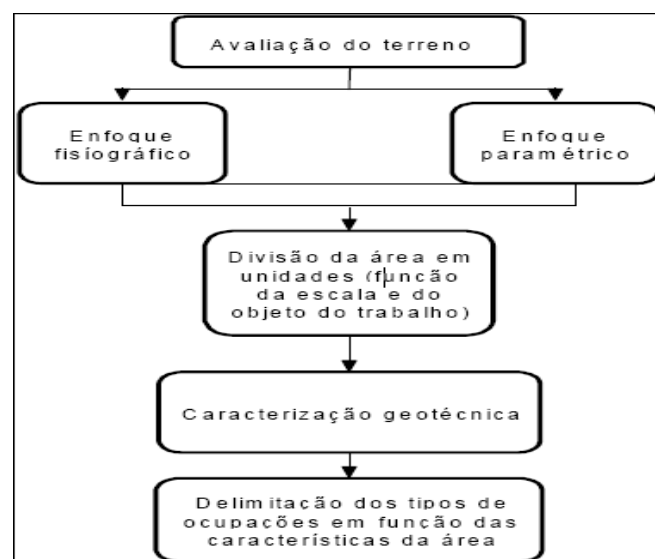 Avaliação do terreno
Enfoque
fisiográfico
Enfoque
paramétrico
Divisão da área em
unidades (função
da escala e do
objeto do trabalho)
Caracterização geotécnica
Delimitação dos tipos de
ocupações em função das
características da área